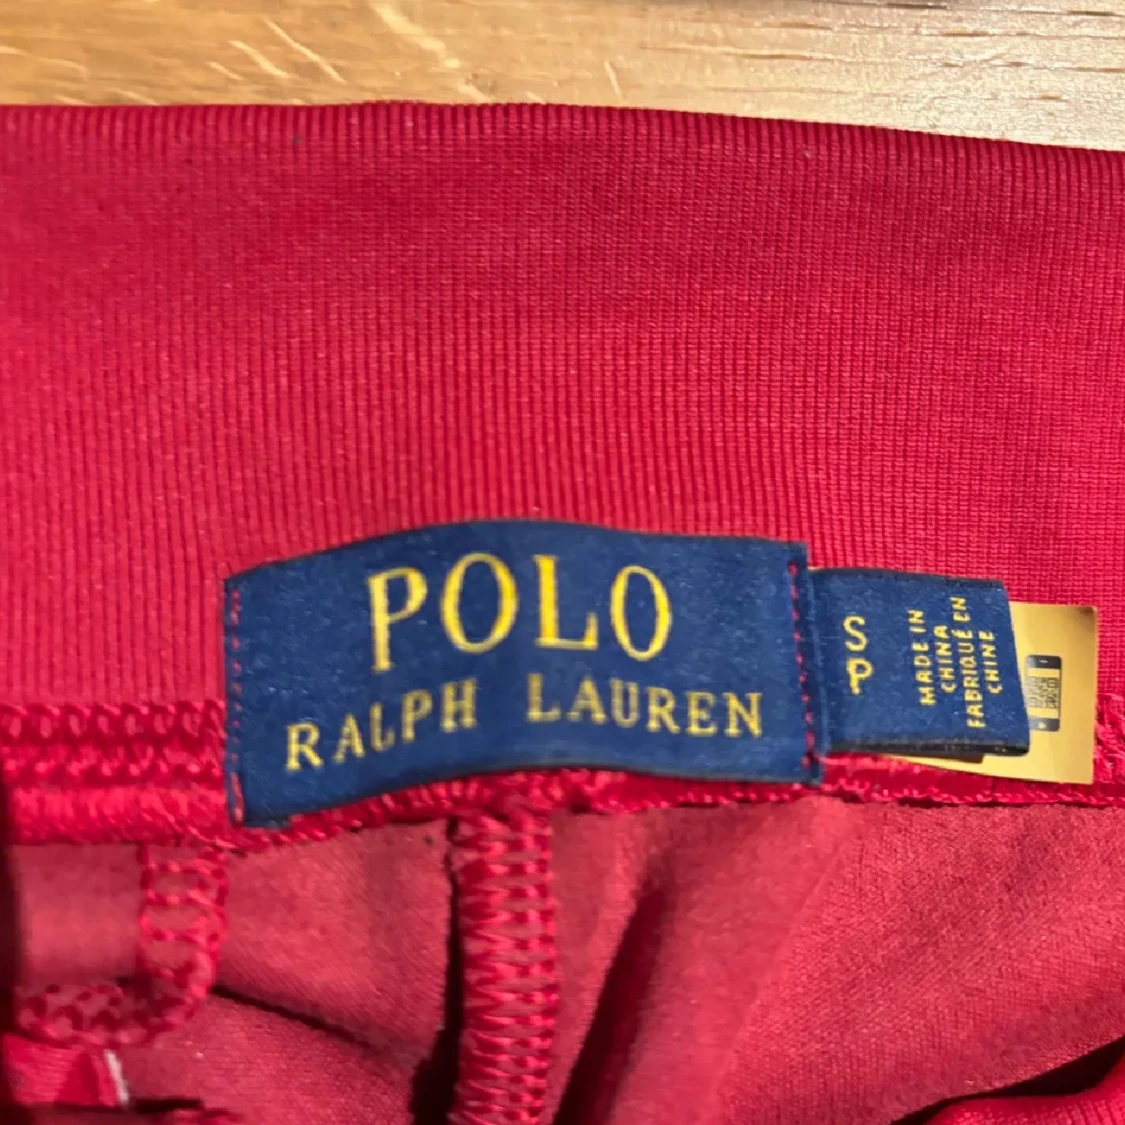 POLO
RALPH LAUREN
S
P
MADE IN
CHINA
FABRIQUÉ EN
CHINE